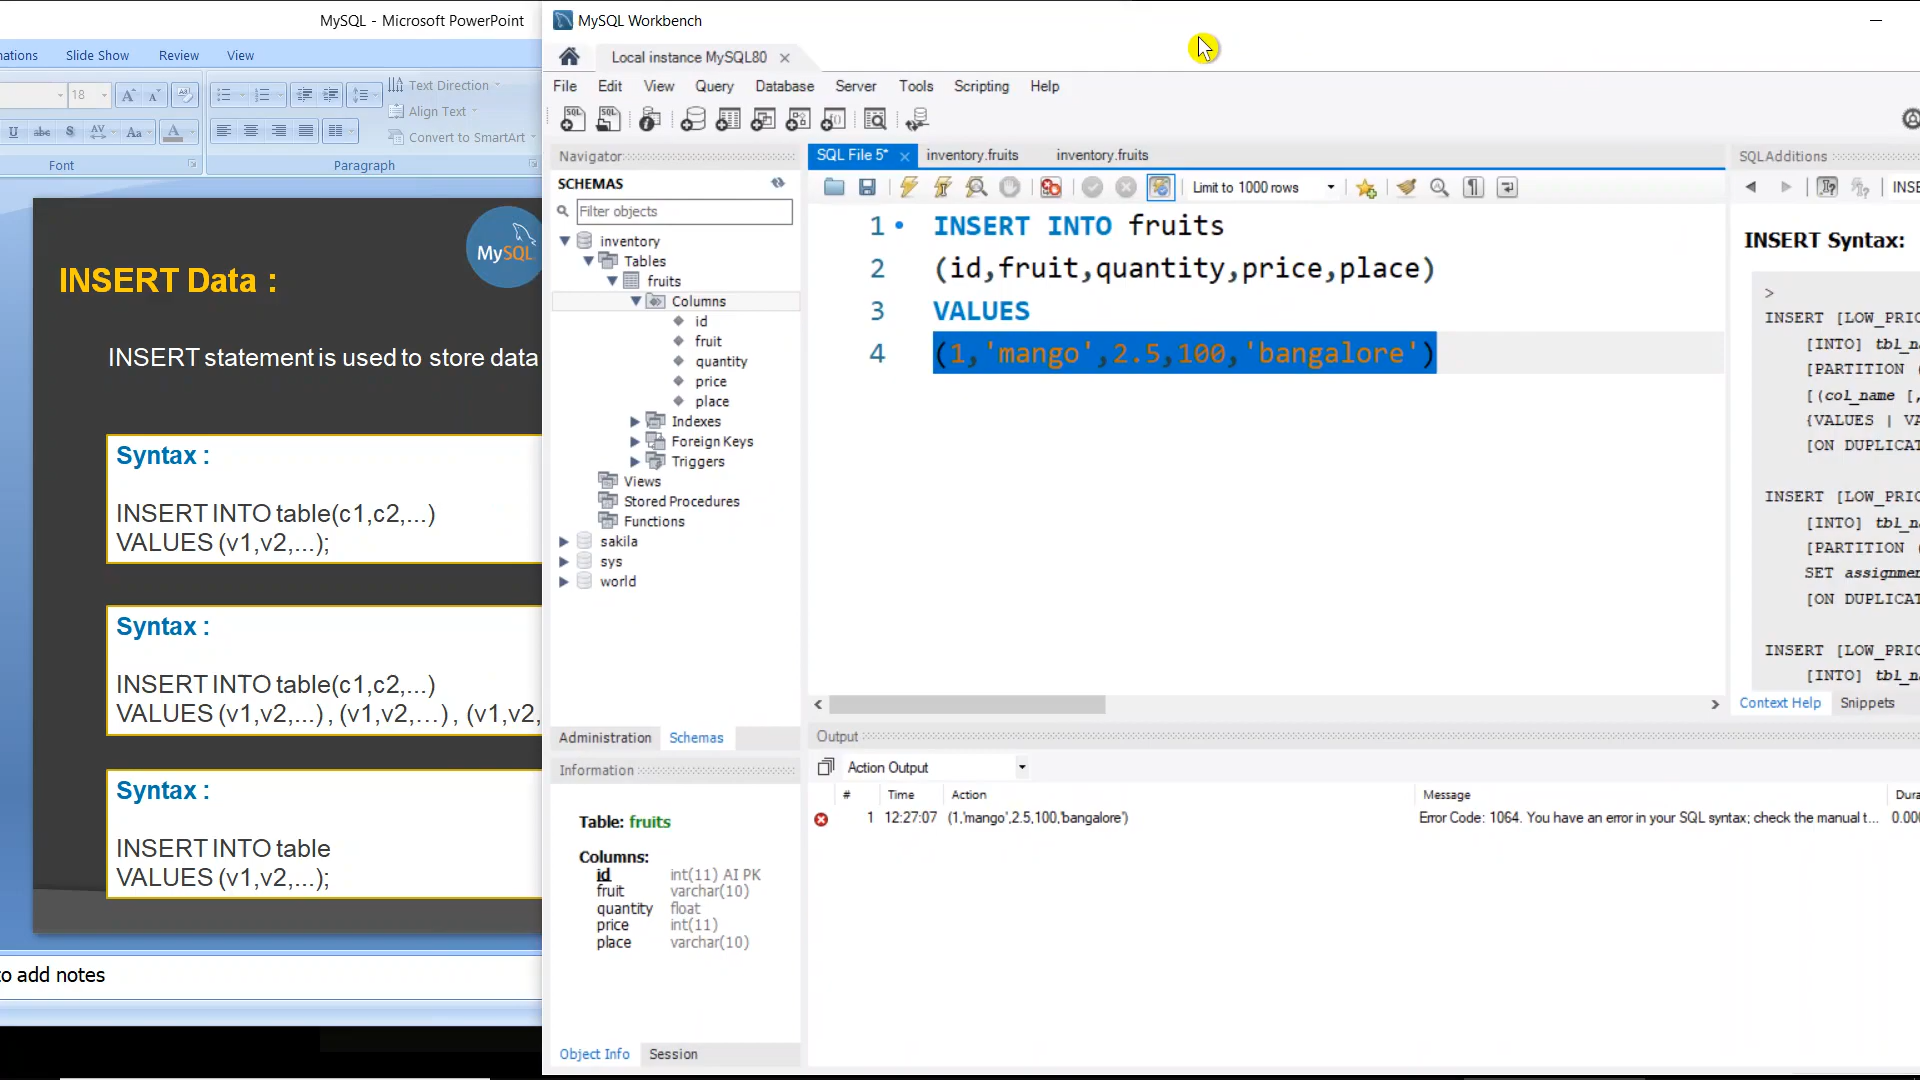 MySQL - Microsoft PowerPoint
ations Slide Show Review View
18 Text Direction
Align Text
Convert to SmartArt
Font Paragraph
MySQL
INSERT Data :
INSERT statement is used to store data
Syntax :
INSERT INTO table(c1,c2,...)
VALUES (v1,v2,...);
Syntax :
INSERT INTO table(c1,c2,...)
VALUES (v1,v2,...) , (v1,v2,…) , (v1,v2,
Syntax :
INSERT INTO table
VALUES (v1,v2,...);
to add notes
MySQL Workbench
Local instance MySQL80
File Edit View Query Database Server Tools Scripting Help
Navigator
SCHEMAS
Filter objects
inventory
Tables
fruits
Columns
id
fruit
quantity
price
place
Indexes
Foreign Keys
Triggers
Views
Stored Procedures
Functions
sakila
sys
world
Administration Schemas
Information
Table: fruits
Columns:
id int(11) AI PK
fruit varchar(10)
quantity float
price int(11)
place varchar(10)
Object Info Session
SQL File 5* inventory.fruits inventory.fruits
Limit to 1000 rows
1 INSERT INTO fruits
2 (id,fruit,quantity,price,place)
3 VALUES
4 (1,'mango',2.5,100,'bangalore')
Output
Action Output
# Time Action Message Dura
1 12:27:07 (1,'mango',2.5,100,'bangalore') Error Code: 1064. You have an error in your SQL syntax; check the manual t... 0.000
SQLAdditions
INSE
INSERT Syntax:
>
INSERT [LOW_PRIO
[INTO] tbl_na
[PARTITION (
[(col_name [,
{VALUES | VA
[ON DUPLICAT
INSERT [LOW_PRIO
[INTO] tbl_na
[PARTITION (
SET assignmen
[ON DUPLICAT
INSERT [LOW_PRIO
[INTO] tbl_na
Context Help Snippets